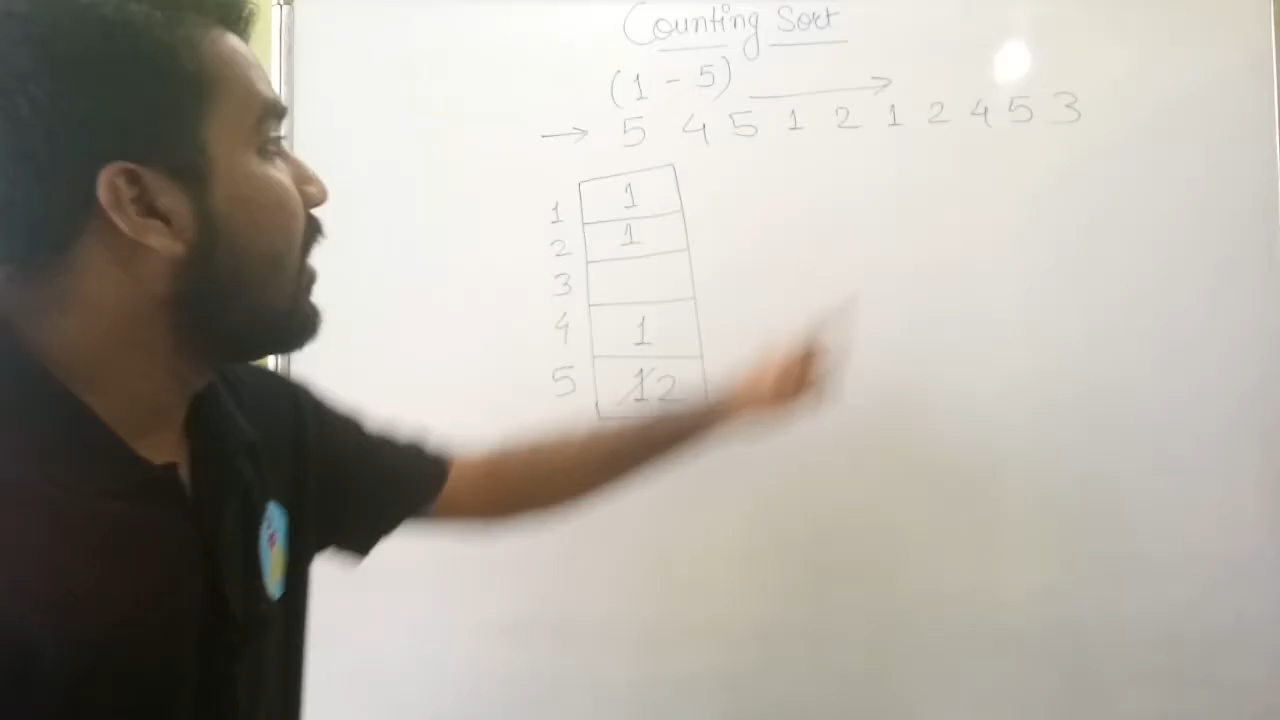 Counting Sort
(1 - 5)
→ 5 4 5 1 2 1 2 4 5 3
1 1
2 1
3
4 1
5 1 2